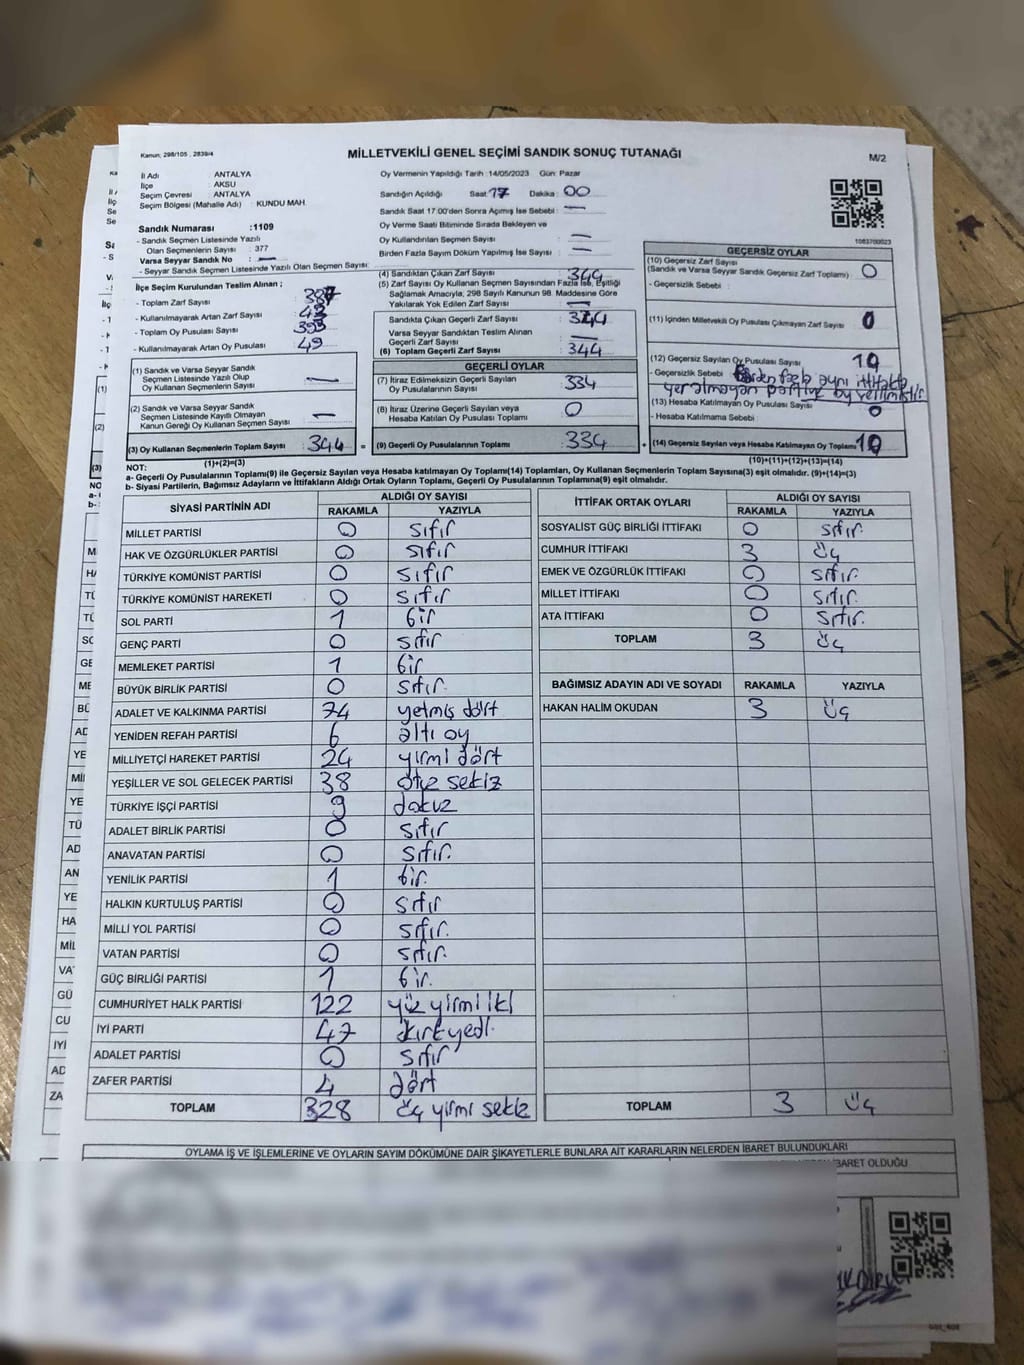 Kanun; 298/105 , 2839/4
MİLLETVEKİLİ GENEL SEÇİMİ SANDIK SONUÇ TUTANAĞI
M/2
İl Adı : ANTALYA
İlçe : AKSU
Seçim Çevresi : ANTALYA
Seçim Bölgesi (Mahalle Adı) : KUNDU MAH.
Oy Vermenin Yapıldığı Tarih :14/05/2023 Gün: Pazar
Sandığın Açıldığı Saat: 17 Dakika : 00
Sandık Saat 17:00'den Sonra Açımış İse Sebebi : —
Oy Verme Saati Bitiminde Sırada Bekleyen ve
Oy Kullandırılan Seçmen Sayısı : —
Birden Fazla Sayım Döküm Yapılmış İse Sayısı : —
1083700023
Sandık Numarası :1109
- Sandık Seçmen Listesinde Yazılı
Olan Seçmenlerin Sayısı : 377
Varsa Seyyar Sandık No : —
- Seyyar Sandık Seçmen Listesinde Yazılı Olan Seçmen Sayısı:
İlçe Seçim Kurulundan Teslim Alınan ;
- Toplam Zarf Sayısı : 387
- Kullanılmayarak Artan Zarf Sayısı : 43
- Toplam Oy Pusulası Sayısı : 393
- Kullanılmayarak Artan Oy Pusulası : 49
(1) Sandık ve Varsa Seyyar Sandık
Seçmen Listesinde Yazılı Olup
Oy Kullanan Seçmenlerin Sayısı —
(2) Sandık ve Varsa Seyyar Sandık
Seçmen Listesinde Kayıtlı Olmayan
Kanun Gereği Oy Kullanan Seçmen Sayısı —
(3) Oy Kullanan Seçmenlerin Toplam Sayısı 344 =
(1)+(2)=(3)
(4) Sandıktan Çıkan Zarf Sayısı : 344
(5) Zarf Sayısı Oy Kullanan Seçmen Sayısından Fazla İse, Eşitliği
Sağlamak Amacıyla; 298 Sayılı Kanunun 98. Maddesine Göre
Yakılarak Yok Edilen Zarf Sayısı : —
Sandıkta Çıkan Geçerli Zarf Sayısı : 344
Varsa Seyyar Sandıktan Teslim Alınan
Geçerli Zarf Sayısı :
(6) Toplam Geçerli Zarf Sayısı : 344
GEÇERLİ OYLAR
(7) İtiraz Edilmeksizin Geçerli Sayılan
Oy Pusulalarının Sayısı : 334
(8) İtiraz Üzerine Geçerli Sayılan veya
Hesaba Katılan Oy Pusulası Toplamı : 0
(9) Geçerli Oy Pusulalarının Toplamı 334 +
GEÇERSİZ OYLAR
(10) Geçersiz Zarf Sayısı :
(Sandık ve Varsa Seyyar Sandık Geçersiz Zarf Toplamı) 0
- Geçersizlik Sebebi :
(11) İçinden Milletvekili Oy Pusulası Çıkmayan Zarf Sayısı : 0
(12) Geçersiz Sayılan Oy Pusulası Sayısı : 10
- Geçersizlik Sebebi Birden fazla aynı ittifakta
yer almayan partiye oy verilmiştir
(13) Hesaba Katılmayan Oy Pusulası Sayısı : 0
- Hesaba Katılmama Sebebi :
(14) Geçersiz Sayılan veya Hesaba Katılmayan Oy Toplamı 10
(10)+(11)+(12)+(13)=(14)
NOT:
a- Geçerli Oy Pusulalarının Toplamı(9) ile Geçersiz Sayılan veya Hesaba katılmayan Oy Toplamı(14) Toplamları, Oy Kullanan Seçmenlerin Toplam Sayısına(3) eşit olmalıdır. (9)+(14)=(3)
b- Siyasi Partilerin, Bağımsız Adayların ve İttifakların Aldığı Ortak Oyların Toplamı, Geçerli Oy Pusulalarının Toplamına(9) eşit olmalıdır.
SİYASİ PARTİNİN ADI ALDIĞI OY SAYISI
RAKAMLA YAZIYLA
MİLLET PARTİSİ 0 sıfır
HAK VE ÖZGÜRLÜKLER PARTİSİ 0 sıfır
TÜRKİYE KOMÜNİST PARTİSİ 0 sıfır
TÜRKİYE KOMÜNİST HAREKETİ 0 sıfır
SOL PARTİ 1 bir
GENÇ PARTİ 0 sıfır
MEMLEKET PARTİSİ 1 bir
BÜYÜK BİRLİK PARTİSİ 0 sıfır.
ADALET VE KALKINMA PARTİSİ 74 yetmiş dört
YENİDEN REFAH PARTİSİ 6 altı oy
MİLLİYETÇİ HAREKET PARTİSİ 24 yirmi dört
YEŞİLLER VE SOL GELECEK PARTİSİ 38 otuz sekiz
TÜRKİYE İŞÇİ PARTİSİ 9 dokuz
ADALET BİRLİK PARTİSİ 0 sıfır
ANAVATAN PARTİSİ 0 sıfır.
YENİLİK PARTİSİ 1 bir.
HALKIN KURTULUŞ PARTİSİ 0 sıfır
MİLLİ YOL PARTİSİ 0 sıfır.
VATAN PARTİSİ 0 sıfır.
GÜÇ BİRLİĞİ PARTİSİ 1 bir.
CUMHURİYET HALK PARTİSİ 122 yüz yirmi iki
İYİ PARTİ 47 kırk yedi
ADALET PARTİSİ 0 sıfır
ZAFER PARTİSİ 4 dört
TOPLAM 328 üç yirmi sekiz
İTTİFAK ORTAK OYLARI ALDIĞI OY SAYISI
RAKAMLA YAZIYLA
SOSYALİST GÜÇ BİRLİĞİ İTTİFAKI 0 sıfır.
CUMHUR İTTİFAKI 3 üç
EMEK VE ÖZGÜRLÜK İTTİFAKI 0 sıfır.
MİLLET İTTİFAKI 0 sıfır.
ATA İTTİFAKI 0 sıfır.
TOPLAM 3 üç
BAĞIMSIZ ADAYIN ADI VE SOYADI RAKAMLA YAZIYLA
HAKAN HALİM OKUDAN 3 üç
TOPLAM 3 üç
OYLAMA İŞ VE İŞLEMLERİNE VE OYLARIN SAYIM DÖKÜMÜNE DAİR ŞİKAYETLERLE BUNLARA AİT KARARLARIN NELERDEN İBARET BULUNDUKLARI
İBARET OLDUĞU